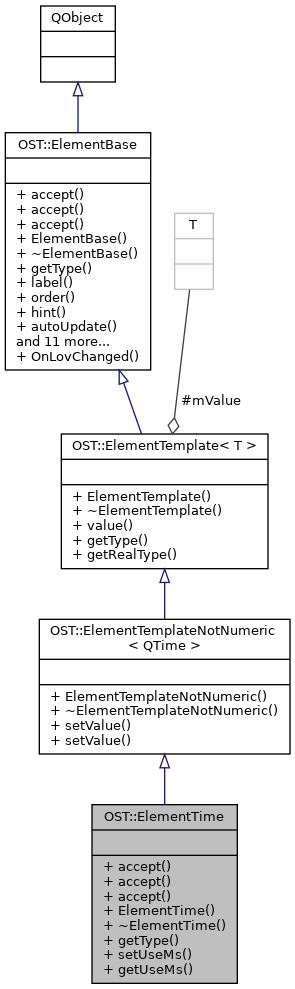 QObject
OST::ElementBase
+ accept()
+ accept()
+ accept()
+ ElementBase()
+ ~ElementBase()
+ getType()
+ label()
+ order()
+ hint()
+ autoUpdate()
and 11 more...
+ OnLovChanged()
T
#mValue
OST::ElementTemplate< T >
+ ElementTemplate()
+ ~ElementTemplate()
+ value()
+ getType()
+ getRealType()
OST::ElementTemplateNotNumeric
< QTime >
+ ElementTemplateNotNumeric()
+ ~ElementTemplateNotNumeric()
+ setValue()
+ setValue()
OST::ElementTime
+ accept()
+ accept()
+ accept()
+ ElementTime()
+ ~ElementTime()
+ getType()
+ setUseMs()
+ getUseMs()